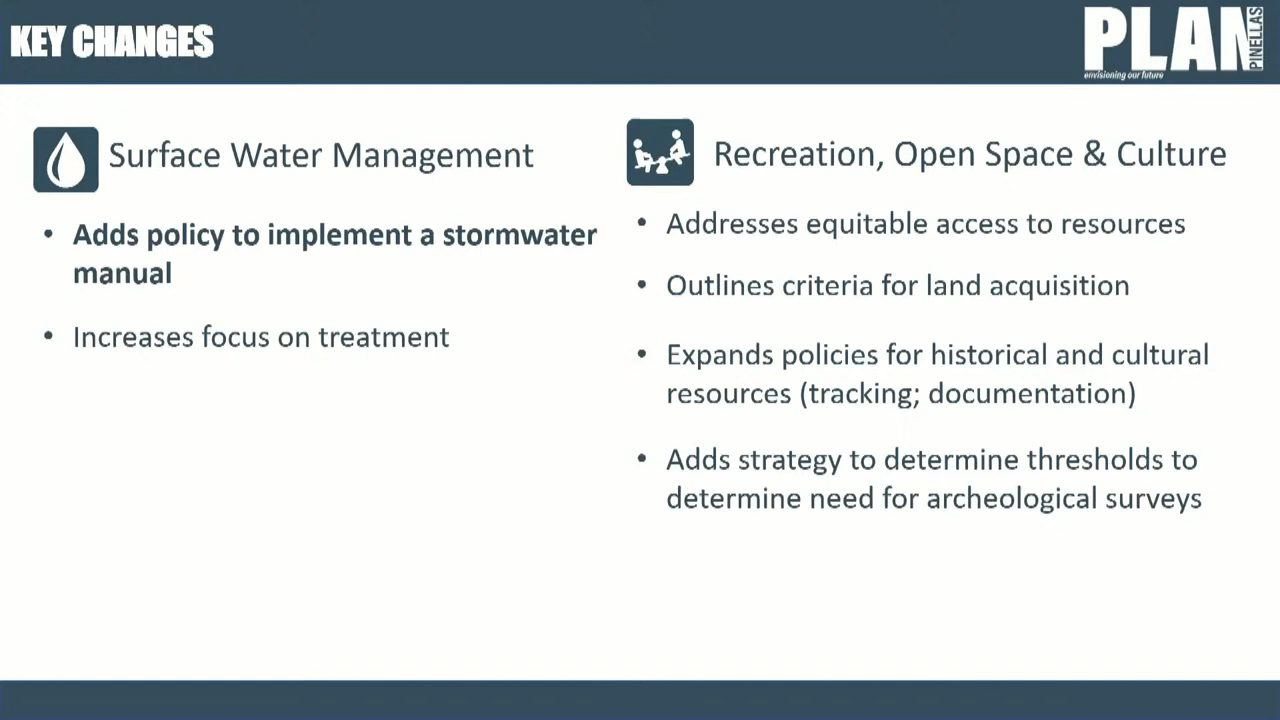 KEY CHANGES
PLAN
PINELLAS
envisioning our future
Surface Water Management
• Adds policy to implement a stormwater
manual
• Increases focus on treatment
Recreation, Open Space & Culture
• Addresses equitable access to resources
• Outlines criteria for land acquisition
• Expands policies for historical and cultural
resources (tracking; documentation)
• Adds strategy to determine thresholds to
determine need for archeological surveys